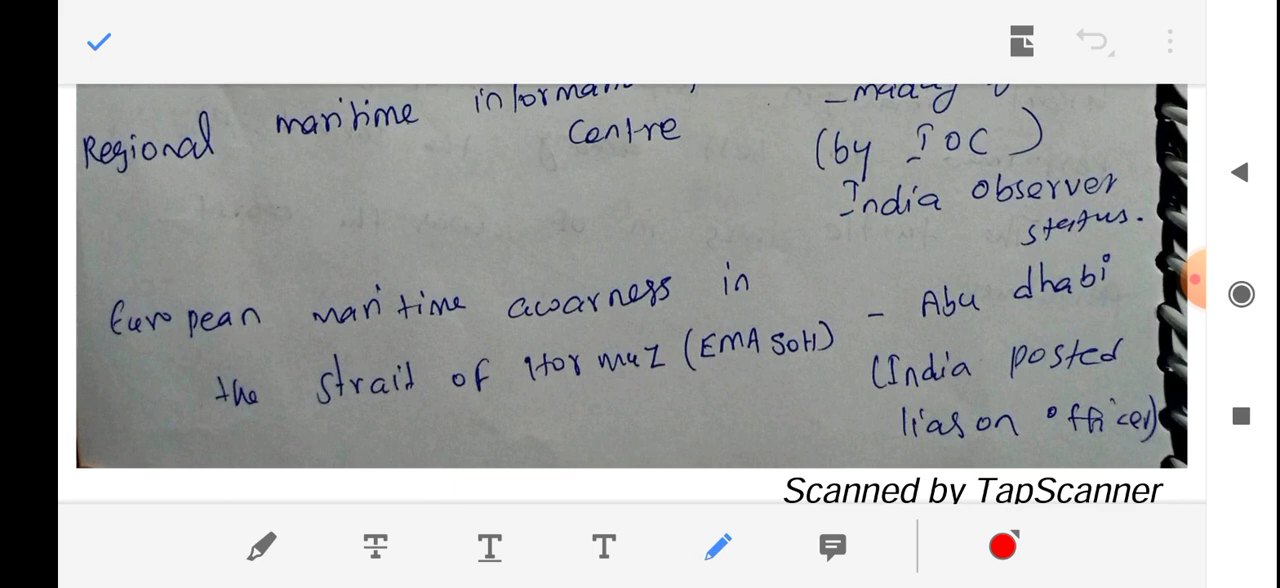 Regional maritime Centre
(by IOC)
India observer
status.
European maritime awarness in
the strait of Hormuz (EMASOH)
- Abu dhabi
(India posted
liason officer)
Scanned by TapScanner